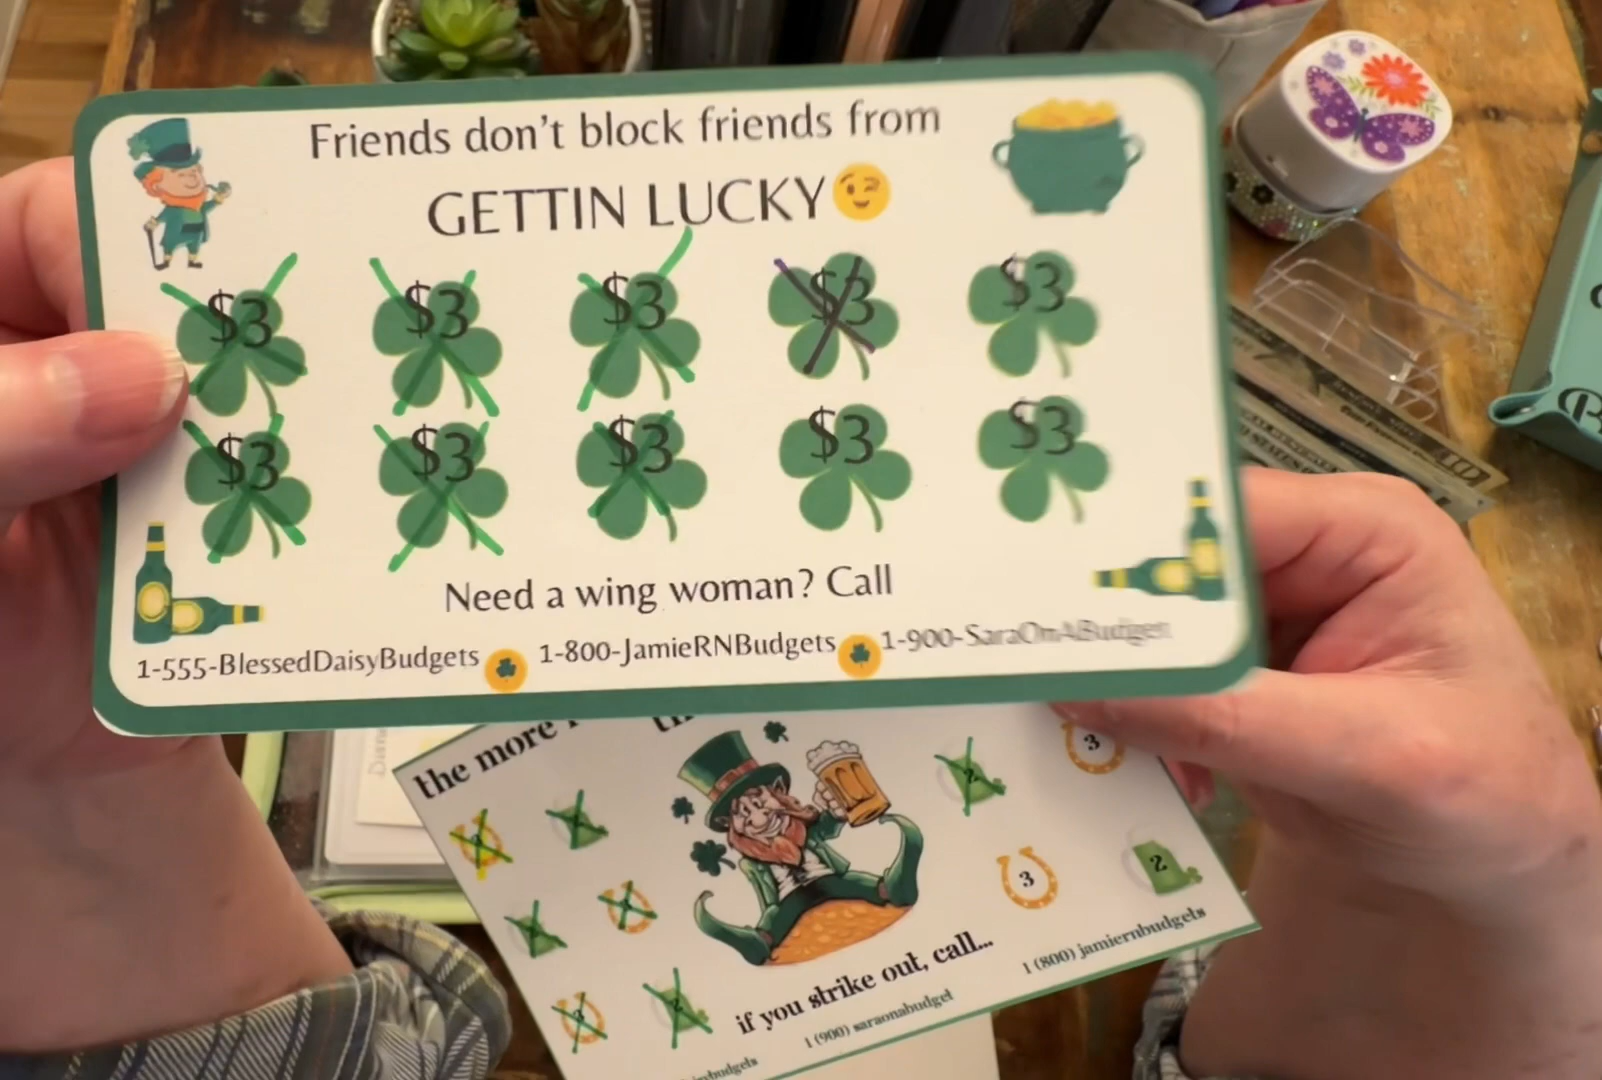 Friends don't block friends from
GETTIN LUCKY
$3 $3 $3 $3 $3
$3 $3 $3 $3 $3
Need a wing woman? Call
1-555-BlessedDaisyBudgets 1-800-JamieRNBudgets 1-900-SaraOnABudget
the more
3
2
3
2
if you strike out, call...
1 (900) saraonabudget
1 (800) jamiernbudgets